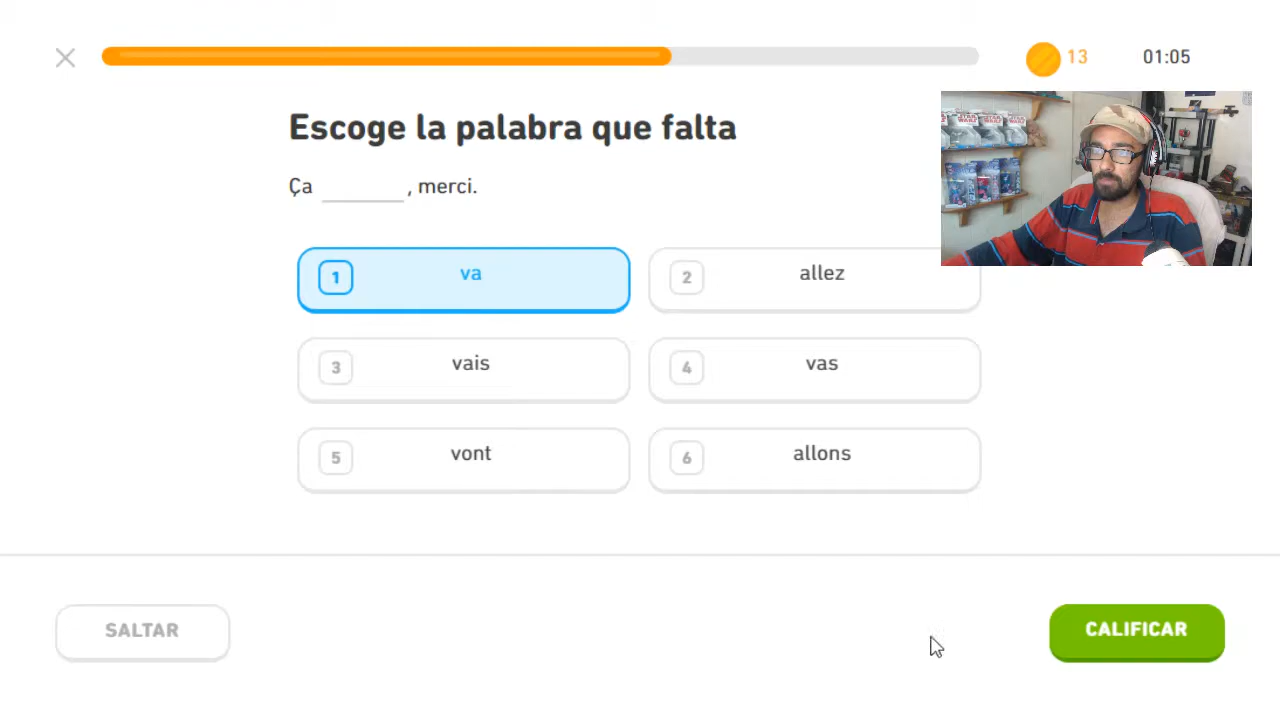 13
01:05
Escoge la palabra que falta
Ça ________ , merci.
1 va
2 allez
3 vais
4 vas
5 vont
6 allons
SALTAR
CALIFICAR